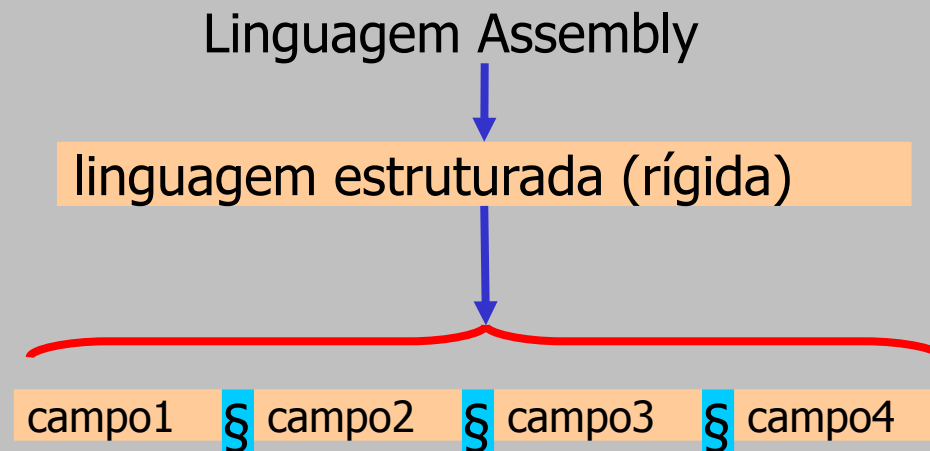 Linguagem Assembly
linguagem estruturada (rígida)
campo1 § campo2 § campo3 § campo4